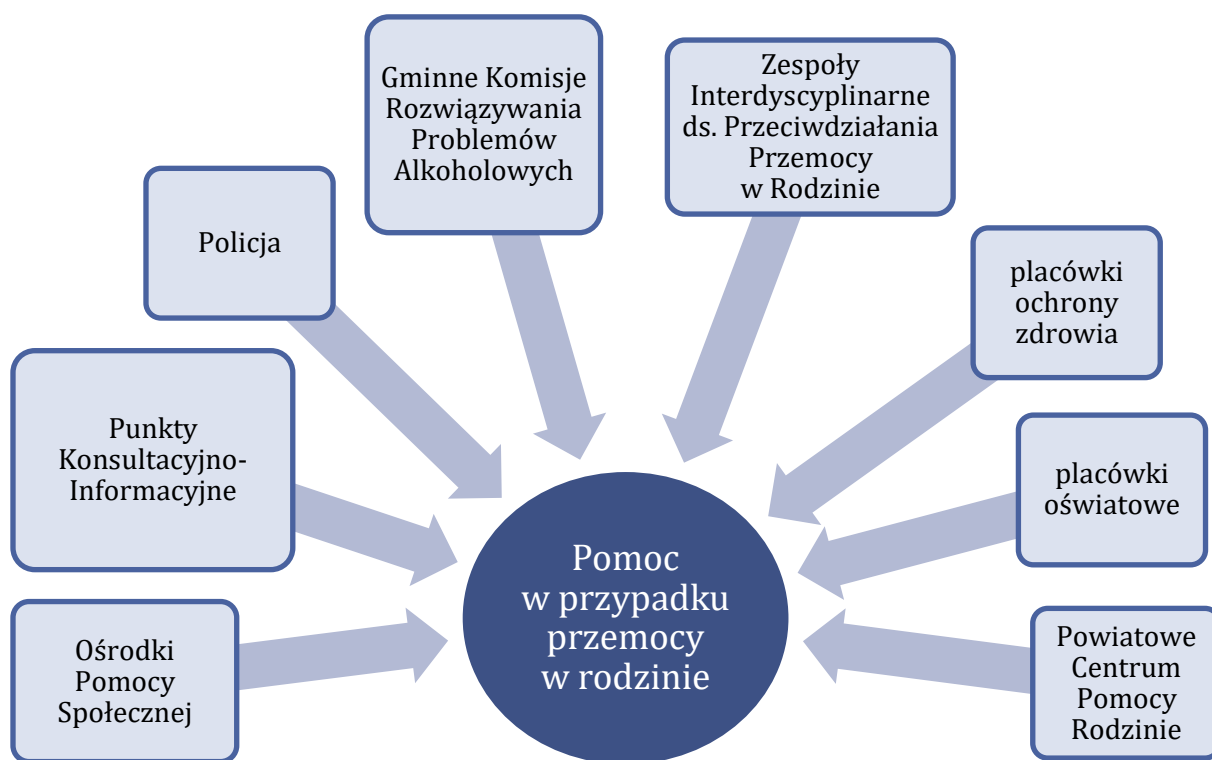 Gminne Komisje
Rozwiązywania
Problemów
Alkoholowych
Zespoły
Interdyscyplinarne
ds. Przeciwdziałania
Przemocy
w Rodzinie
Policja
placówki
ochrony
zdrowia
Punkty
Konsultacyjno-
Informacyjne
placówki
oświatowe
Pomoc
w przypadku
przemocy
w rodzinie
Ośrodki
Pomocy
Społecznej
Powiatowe
Centrum
Pomocy
Rodzinie